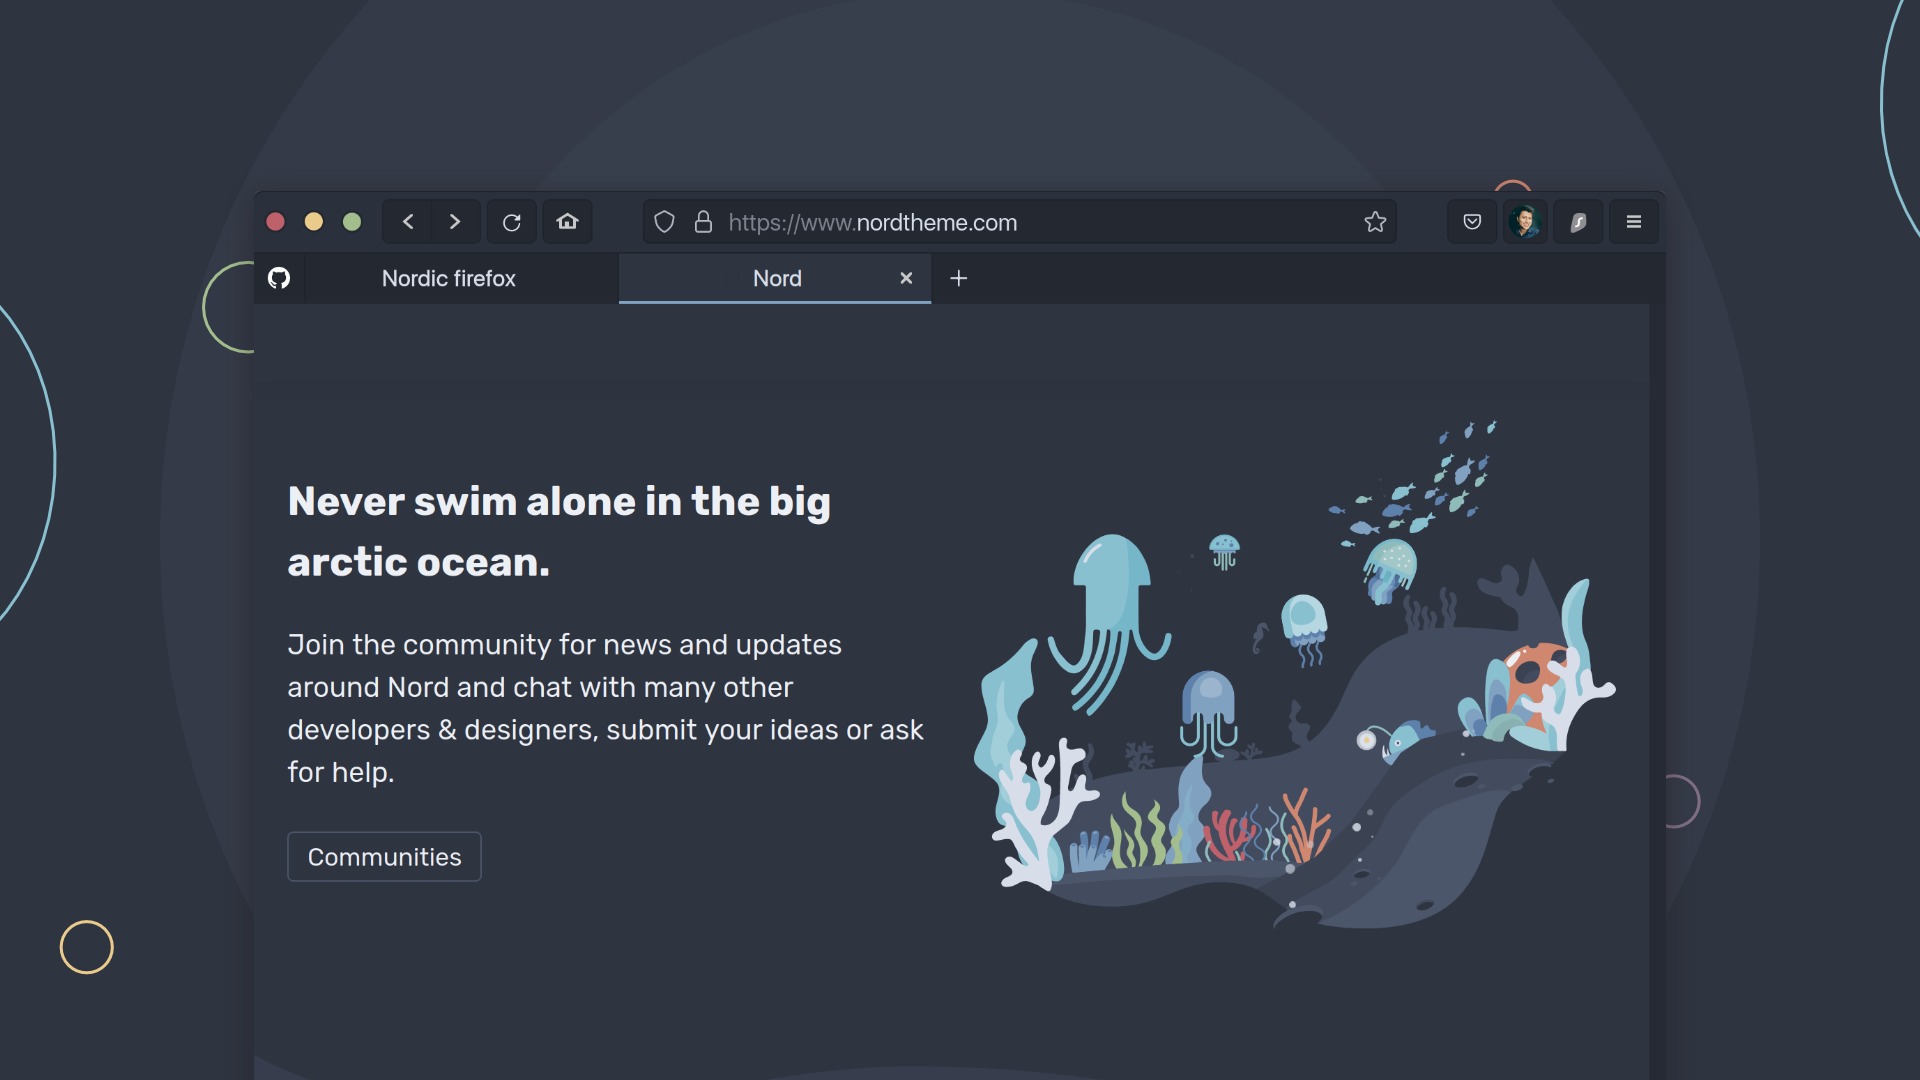 https://www.nordtheme.com
Nordic firefox
Nord
Never swim alone in the big
arctic ocean.
Join the community for news and updates
around Nord and chat with many other
developers & designers, submit your ideas or ask
for help.
Communities